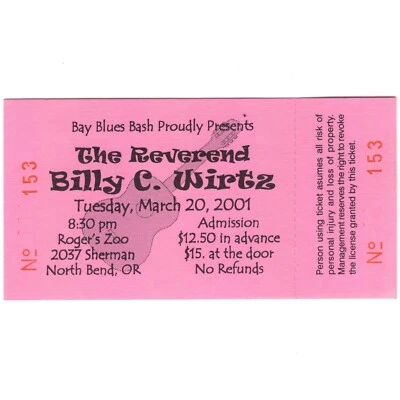 Bay Blues Bash Proudly Presents
The Reverend
Billy C. Wirtz
Tuesday, March 20, 2001
8:30 pm
Roger's Zoo
2037 Sherman
North Bend, OR
Admission
$12.50 in advance
$15. at the door
No Refunds
Nº 153
Person using ticket asumes all risk of
personal injury and loss of property.
Management reserves the right to revoke
the license granted by this ticket.
Nº 153